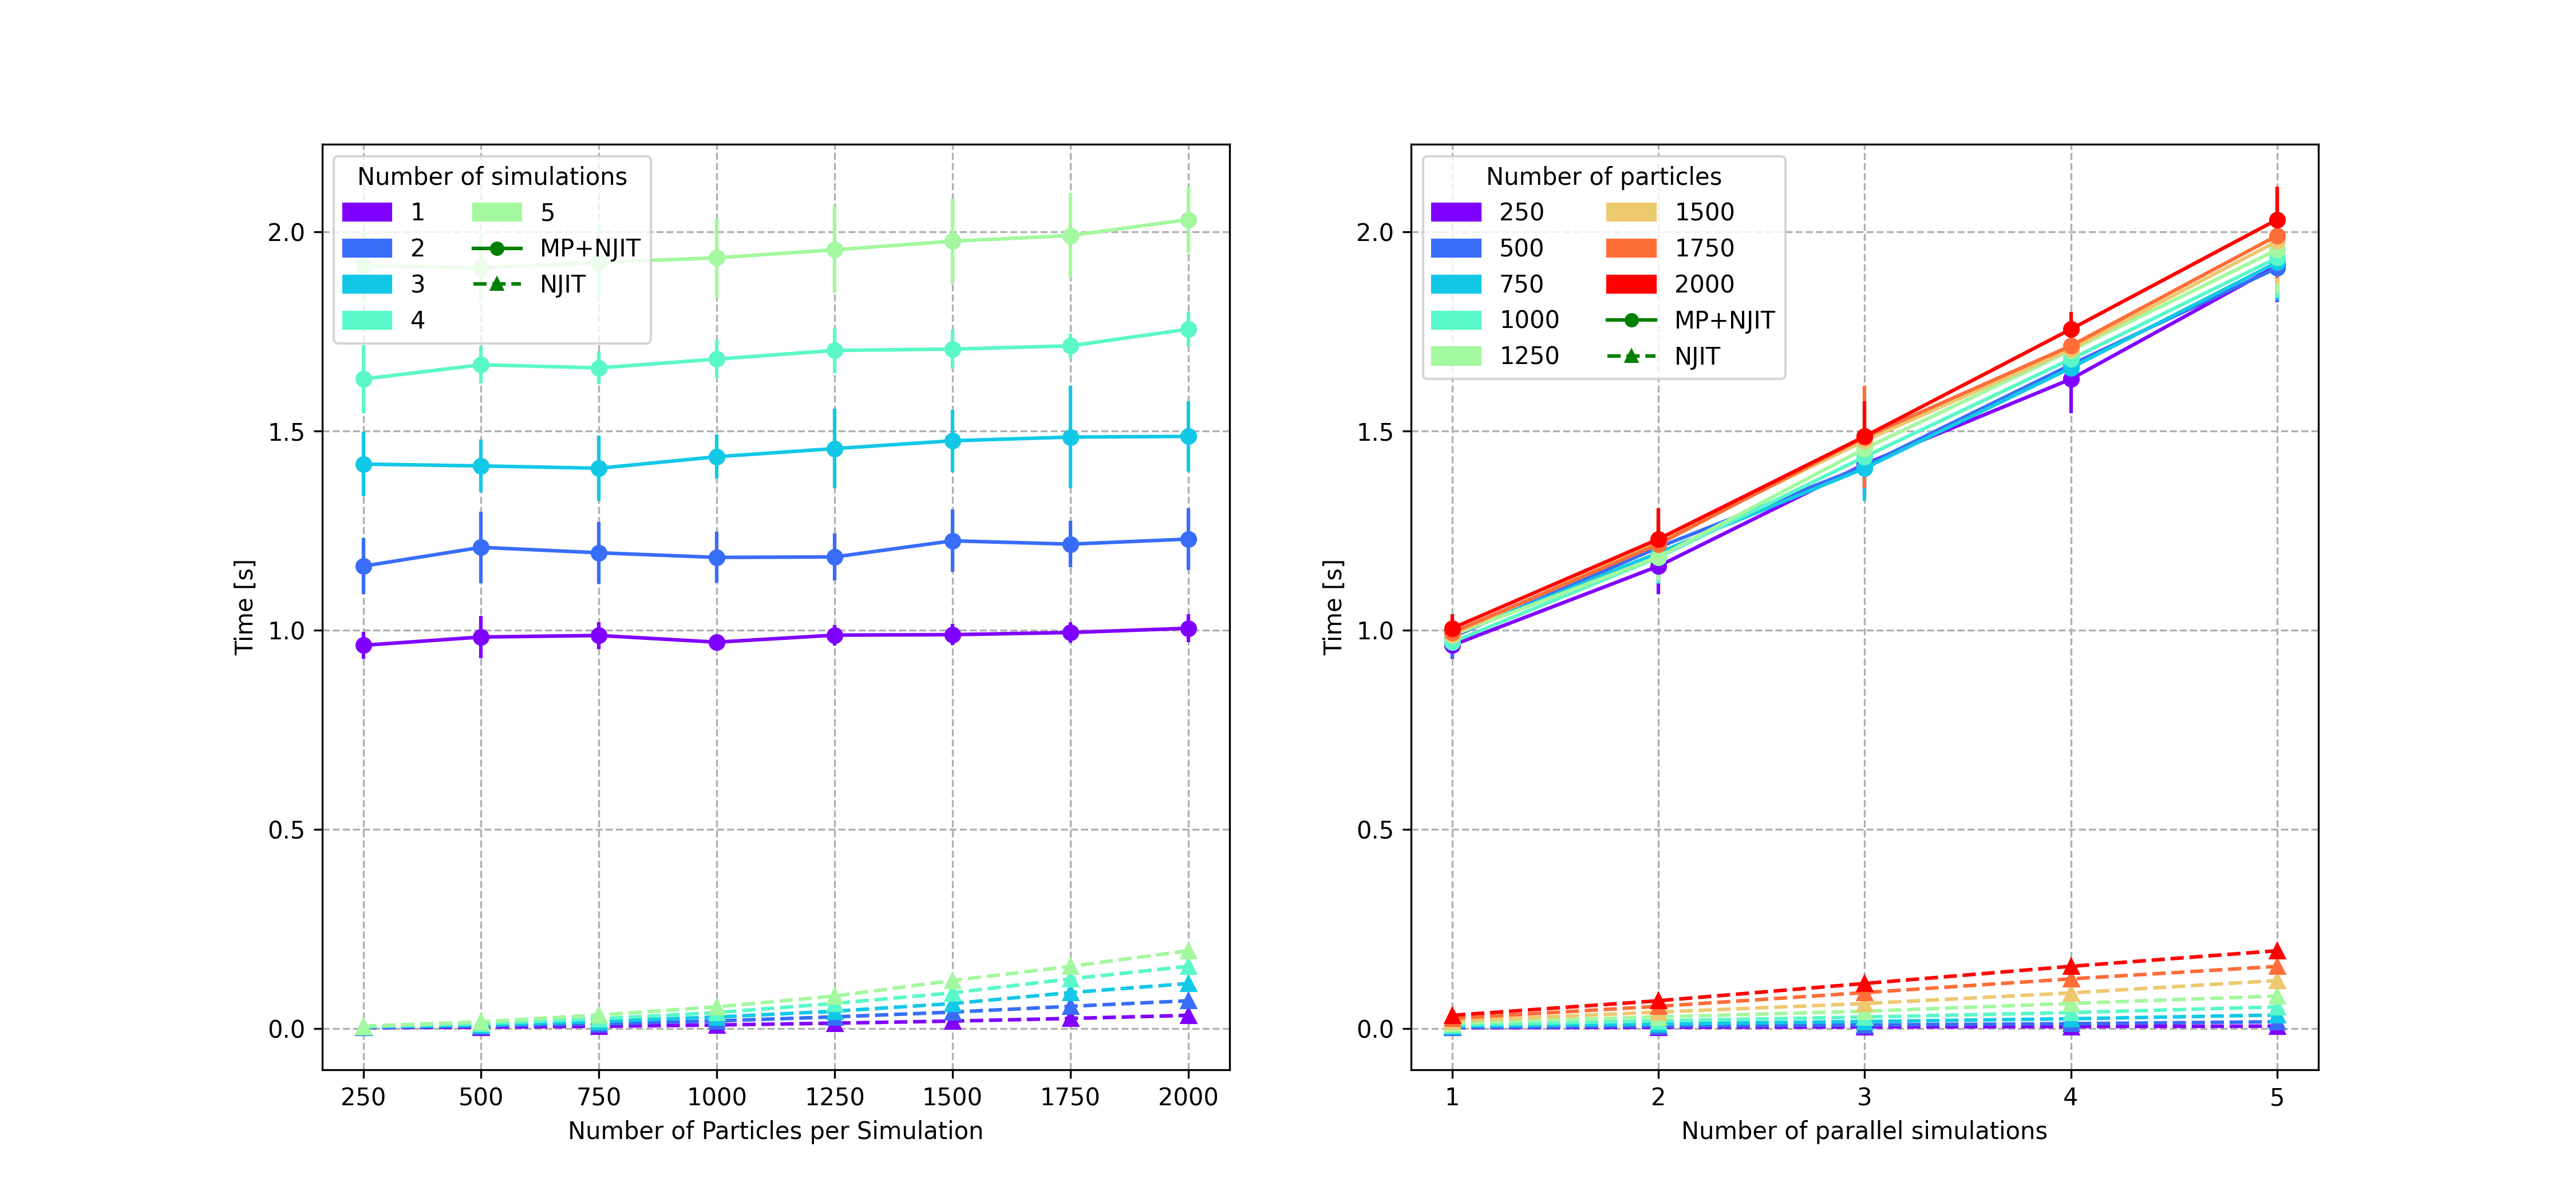 Number of simulations
1 5
2 MP+NJIT
3 NJIT
4
2.0
1.5
1.0
0.5
0.0
Time [s]
250 500 750 1000 1250 1500 1750 2000
Number of Particles per Simulation
Number of particles
250 1500
500 1750
750 2000
1000 MP+NJIT
1250 NJIT
2.0
1.5
1.0
0.5
0.0
Time [s]
1 2 3 4 5
Number of parallel simulations